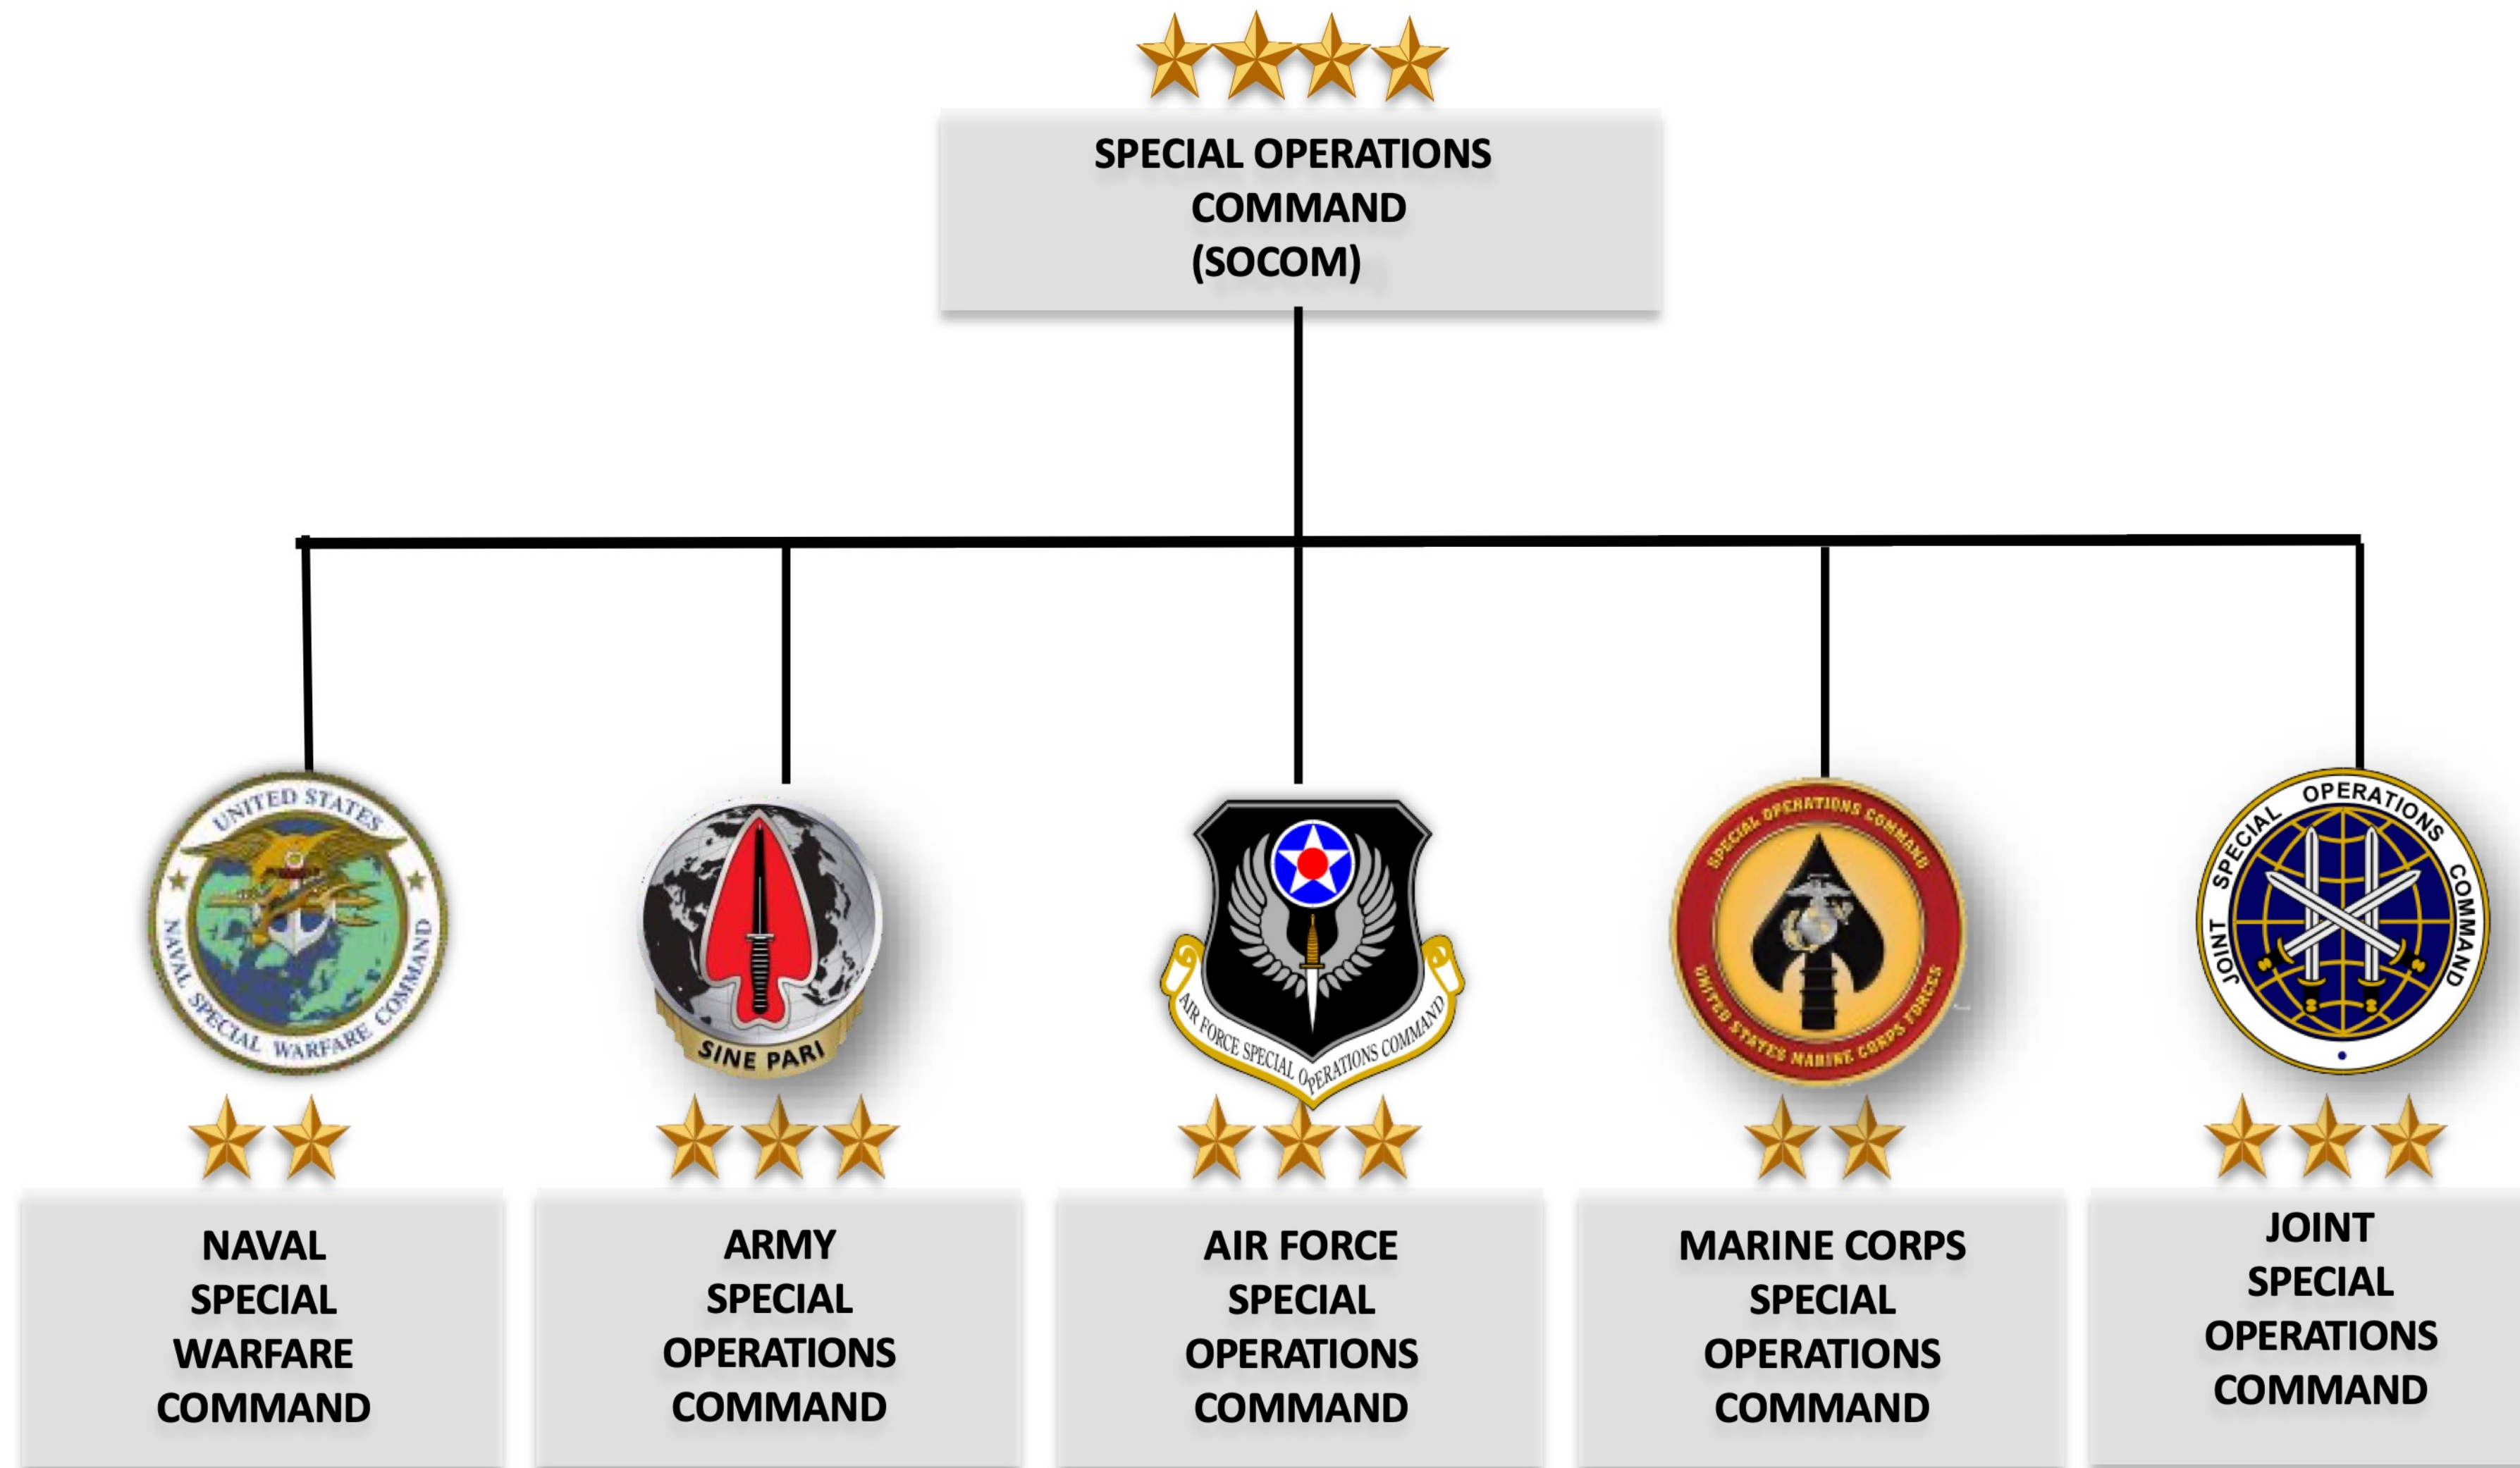 SPECIAL OPERATIONS
COMMAND
(SOCOM)
UNITED STATES
NAVAL SPECIAL WARFARE COMMAND
SINE PARI
AIR FORCE SPECIAL OPERATIONS COMMAND
SPECIAL OPERATIONS COMMAND
UNITED STATES MARINE CORPS FORCES
JOINT SPECIAL OPERATIONS COMMAND
NAVAL
SPECIAL
WARFARE
COMMAND
ARMY
SPECIAL
OPERATIONS
COMMAND
AIR FORCE
SPECIAL
OPERATIONS
COMMAND
MARINE CORPS
SPECIAL
OPERATIONS
COMMAND
JOINT
SPECIAL
OPERATIONS
COMMAND